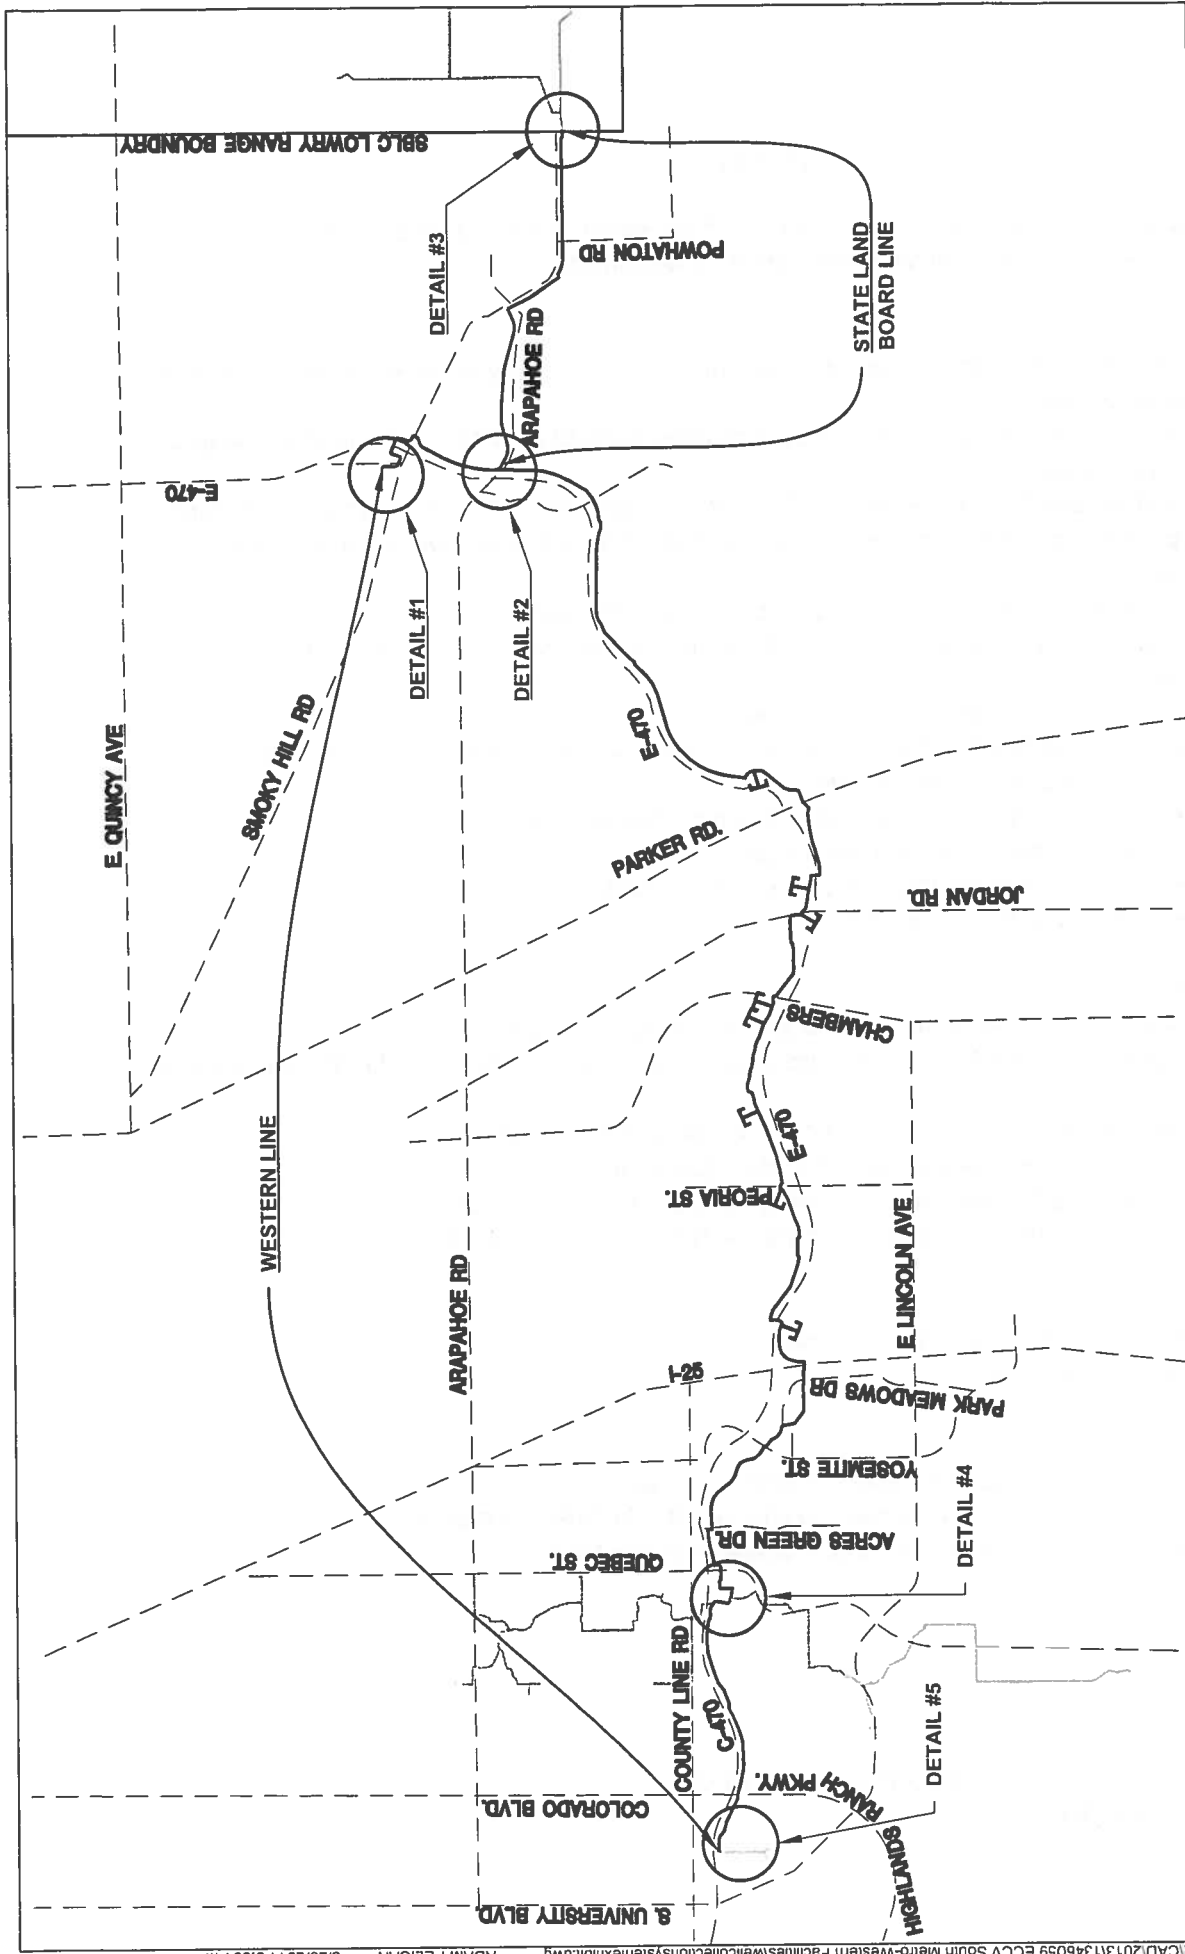 SBLC LOWRY RANGE BOUNDRY
DETAIL #3
POWHATON RD
STATE LAND
BOARD LINE
ARAPAHOE RD
E-470
DETAIL #1
DETAIL #2
E QUINCY AVE
SMOKY HILL RD
E-470
PARKER RD.
JORDAN RD.
CHAMBERS
WESTERN LINE
E-470
PEORIA ST.
ARAPAHOE RD
E LINCOLN AVE
I-25
PARK MEADOWS DR
YOSEMITE ST.
ACRES GREEN DR.
QUEBEC ST.
DETAIL #4
COUNTY LINE RD
C-470
DETAIL #5
COLORADO BLVD.
HIGHLANDS
RANCH PKWY.
S. UNIVERSITY BLVD.